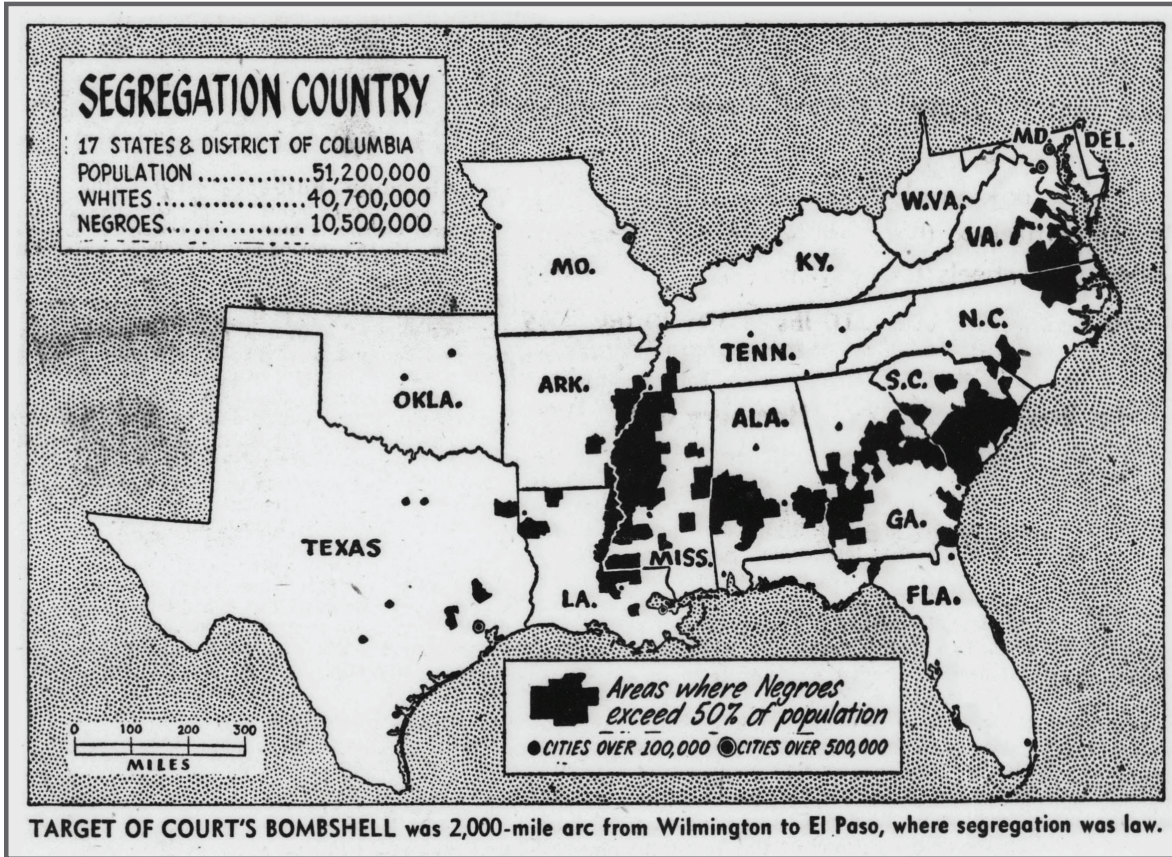 SEGREGATION COUNTRY
17 STATES & DISTRICT OF COLUMBIA
POPULATION..............51,200,000
WHITES..................40,700,000
NEGROES.................10,500,000
MD.
DEL.
W.VA.
VA.
MO.
KY.
N.C.
TENN.
S.C.
ARK.
OKLA.
ALA.
GA.
TEXAS
MISS.
LA.
FLA.
Areas where Negroes
exceed 50% of population
CITIES OVER 100,000 CITIES OVER 500,000
0 100 200 300
MILES
TARGET OF COURT'S BOMBSHELL was 2,000-mile arc from Wilmington to El Paso, where segregation was law.